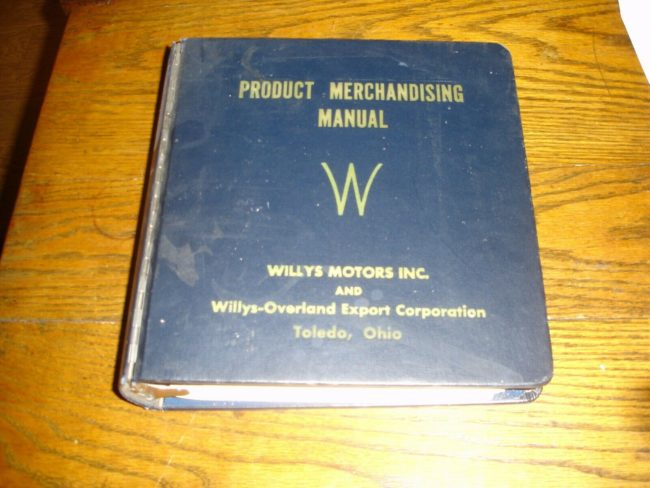 PRODUCT MERCHANDISING
MANUAL
W
WILLYS MOTORS INC.
AND
Willys-Overland Export Corporation
Toledo, Ohio